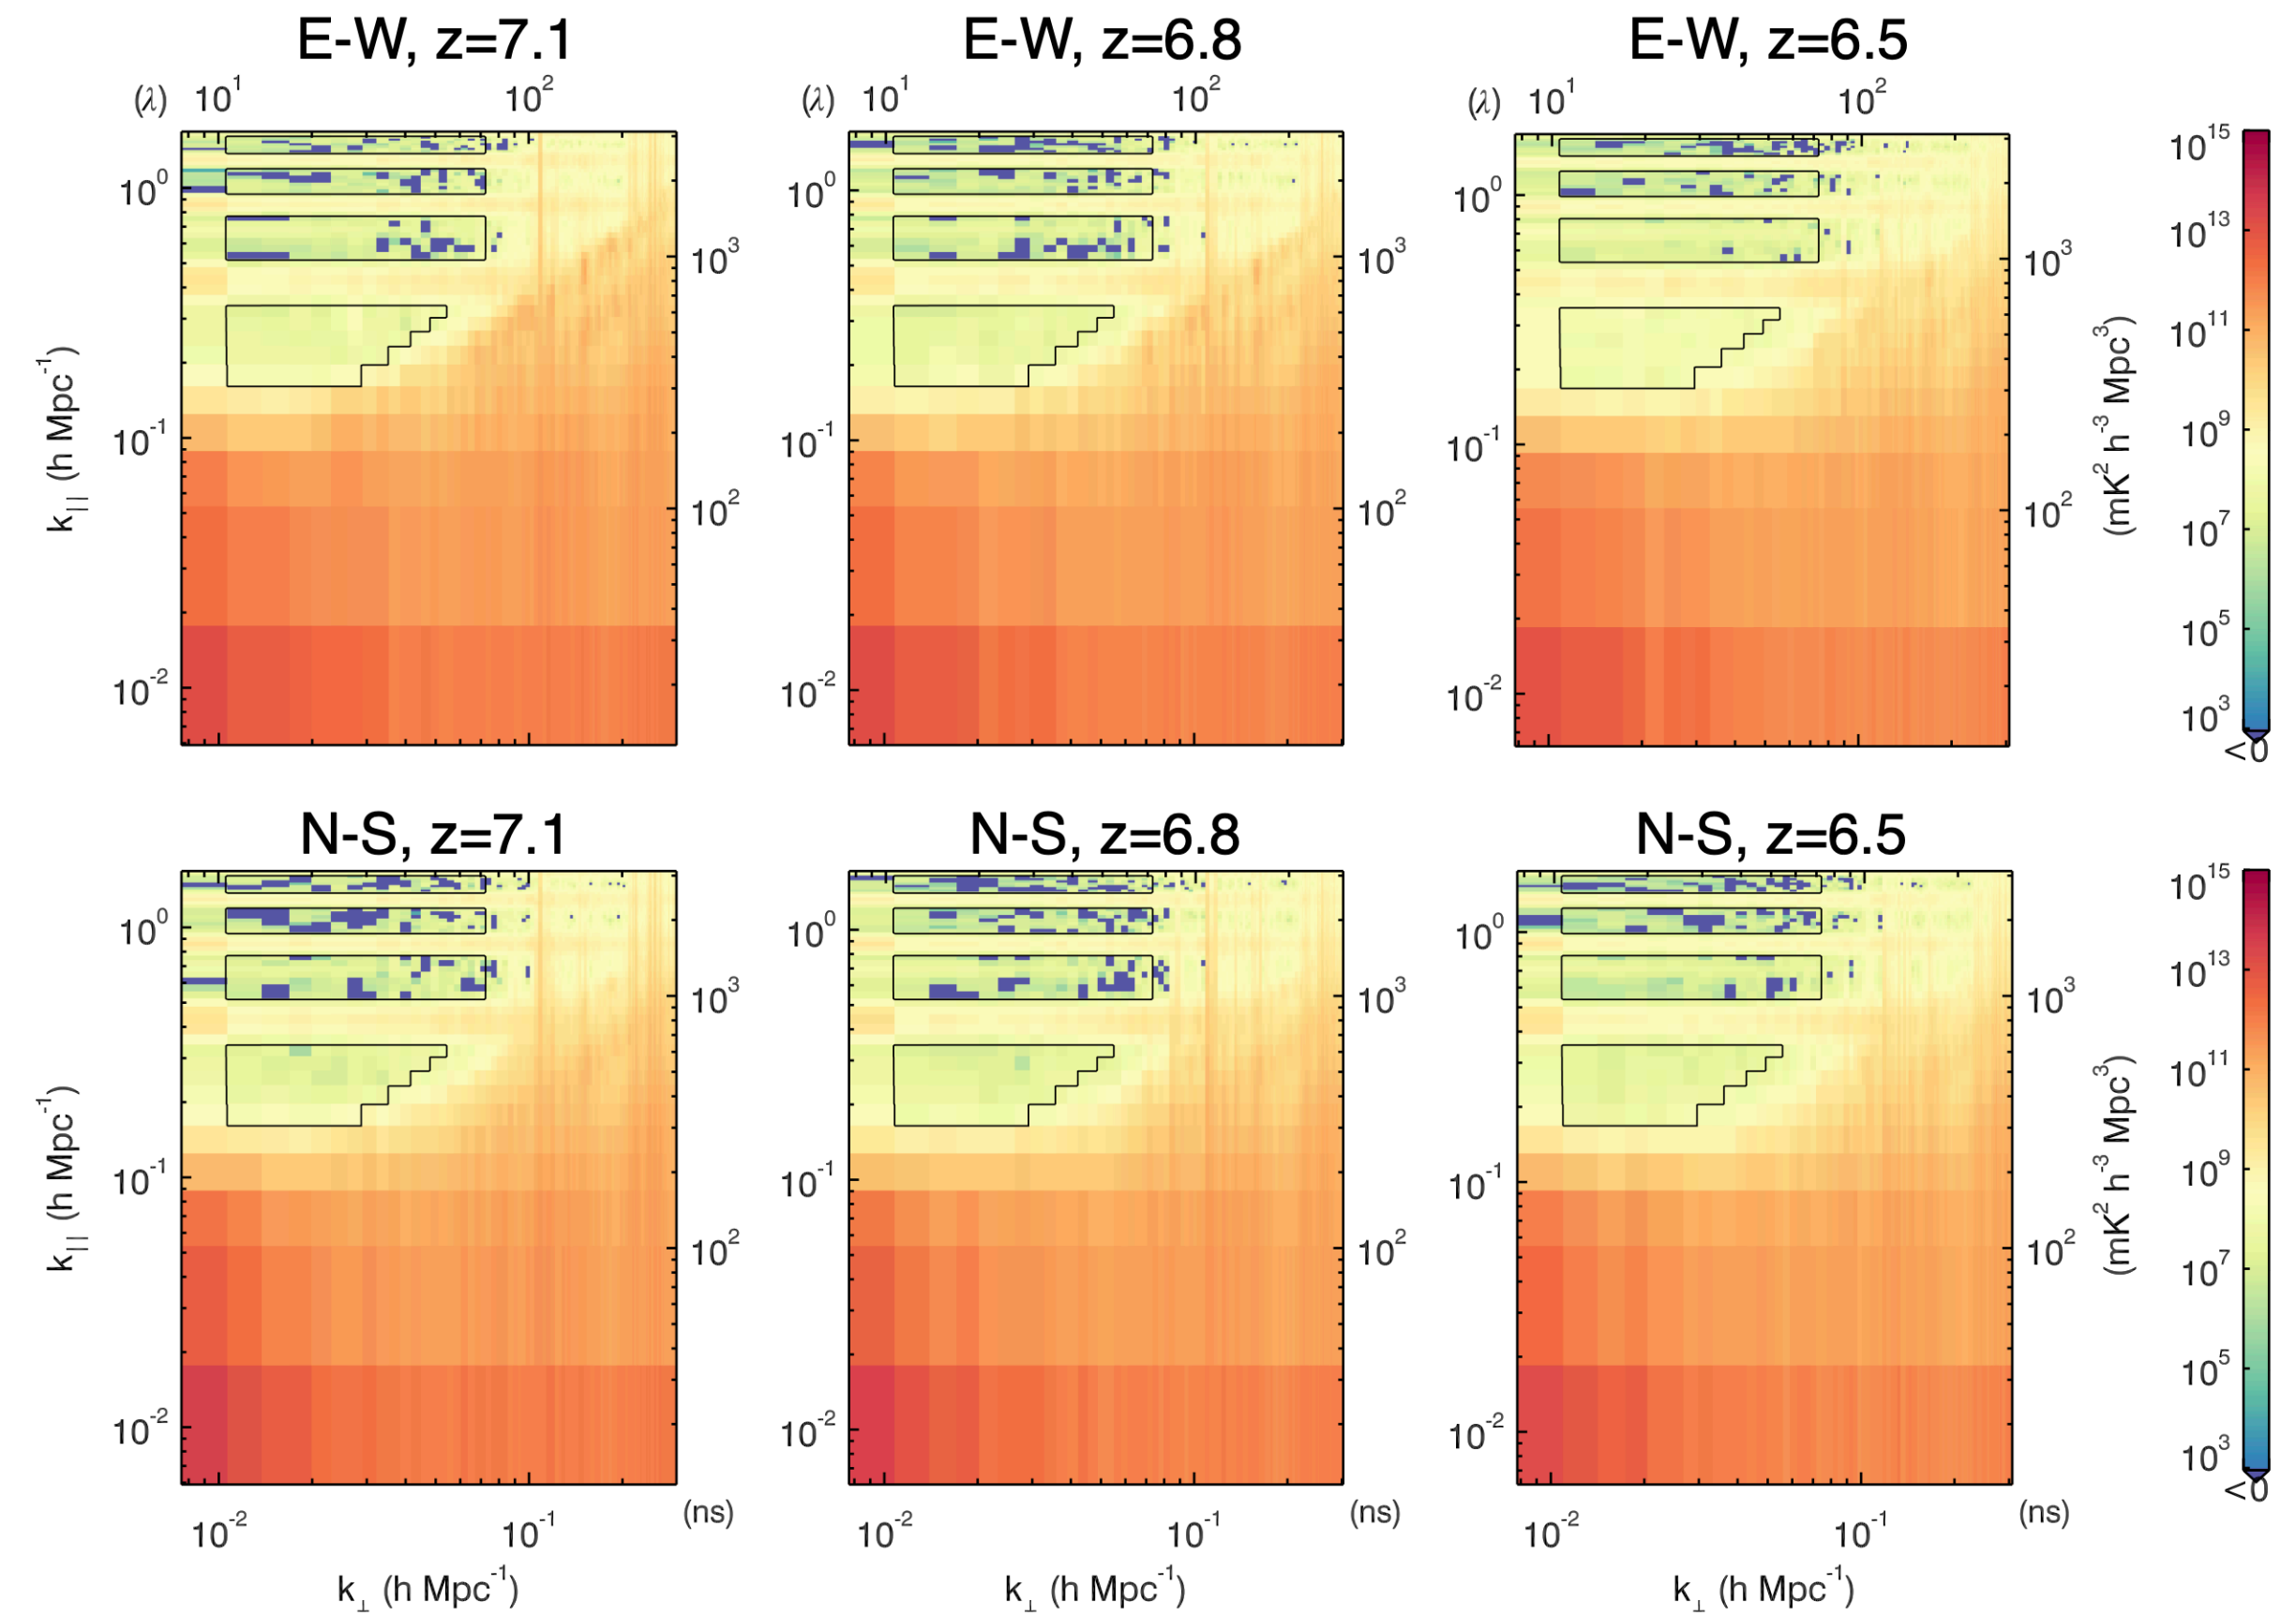 E-W, z=7.1 E-W, z=6.8 E-W, z=6.5
(λ) 10¹ 10² (λ) 10¹ 10² (λ) 10¹ 10²
10⁰ 10⁻¹ 10⁻² 10³ 10²
10⁰ 10⁻¹ 10⁻² 10³ 10²
10⁰ 10⁻¹ 10⁻² 10³ 10²
k|| (h Mpc⁻¹)
(mK² h⁻³ Mpc³)
10¹⁵
10¹³
10¹¹
10⁹
10⁷
10⁵
10³
<0
N-S, z=7.1 N-S, z=6.8 N-S, z=6.5
10⁰ 10⁻¹ 10⁻² 10³ 10²
10⁰ 10⁻¹ 10⁻² 10³ 10²
10⁰ 10⁻¹ 10⁻² 10³ 10²
k|| (h Mpc⁻¹)
(mK² h⁻³ Mpc³)
10¹⁵
10¹³
10¹¹
10⁹
10⁷
10⁵
10³
<0
10⁻² 10⁻¹ (ns) 10⁻² 10⁻¹ (ns) 10⁻² 10⁻¹ (ns)
k⊥ (h Mpc⁻¹) k⊥ (h Mpc⁻¹) k⊥ (h Mpc⁻¹)